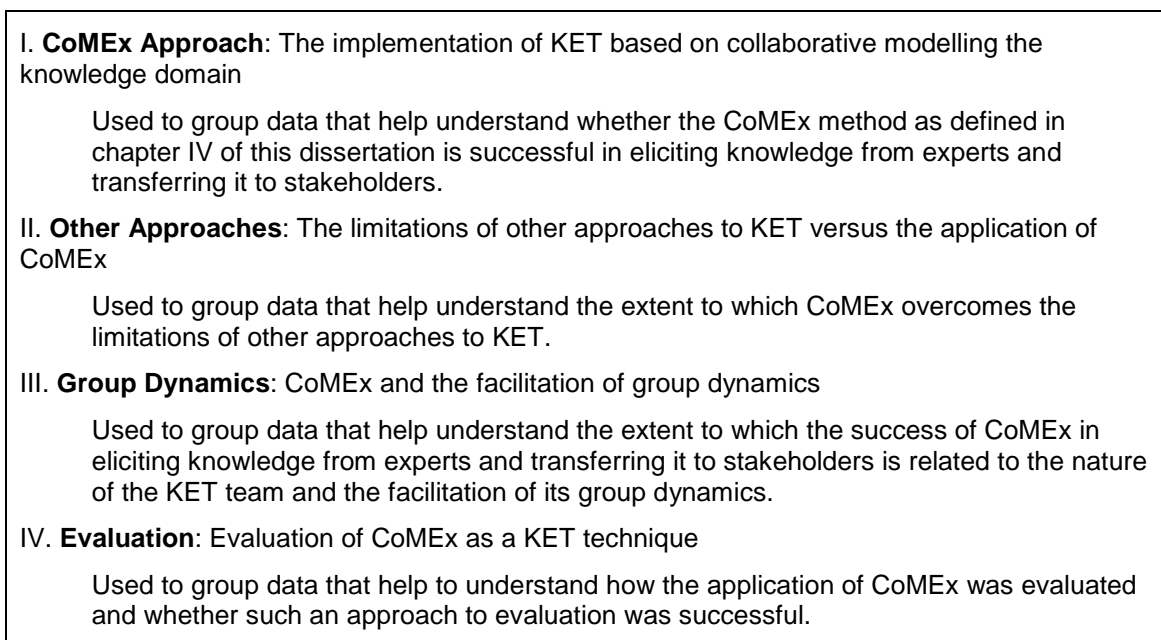 I. CoMEx Approach: The implementation of KET based on collaborative modelling the
knowledge domain
Used to group data that help understand whether the CoMEx method as defined in
chapter IV of this dissertation is successful in eliciting knowledge from experts and
transferring it to stakeholders.
II. Other Approaches: The limitations of other approaches to KET versus the application of
CoMEx
Used to group data that help understand the extent to which CoMEx overcomes the
limitations of other approaches to KET.
III. Group Dynamics: CoMEx and the facilitation of group dynamics
Used to group data that help understand the extent to which the success of CoMEx in
eliciting knowledge from experts and transferring it to stakeholders is related to the nature
of the KET team and the facilitation of its group dynamics.
IV. Evaluation: Evaluation of CoMEx as a KET technique
Used to group data that help to understand how the application of CoMEx was evaluated
and whether such an approach to evaluation was successful.